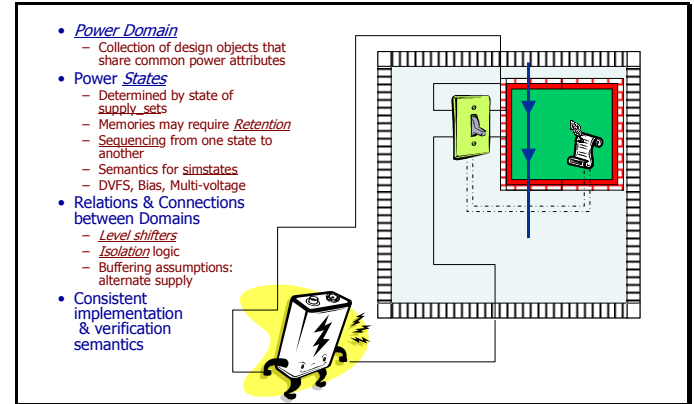 • Power Domain
– Collection of design objects that
share common power attributes
• Power States
– Determined by state of
supply_sets
– Memories may require Retention
– Sequencing from one state to
another
– Semantics for simstates
– DVFS, Bias, Multi-voltage
• Relations & Connections
between Domains
– Level shifters
– Isolation logic
– Buffering assumptions:
alternate supply
• Consistent
implementation
& verification
semantics